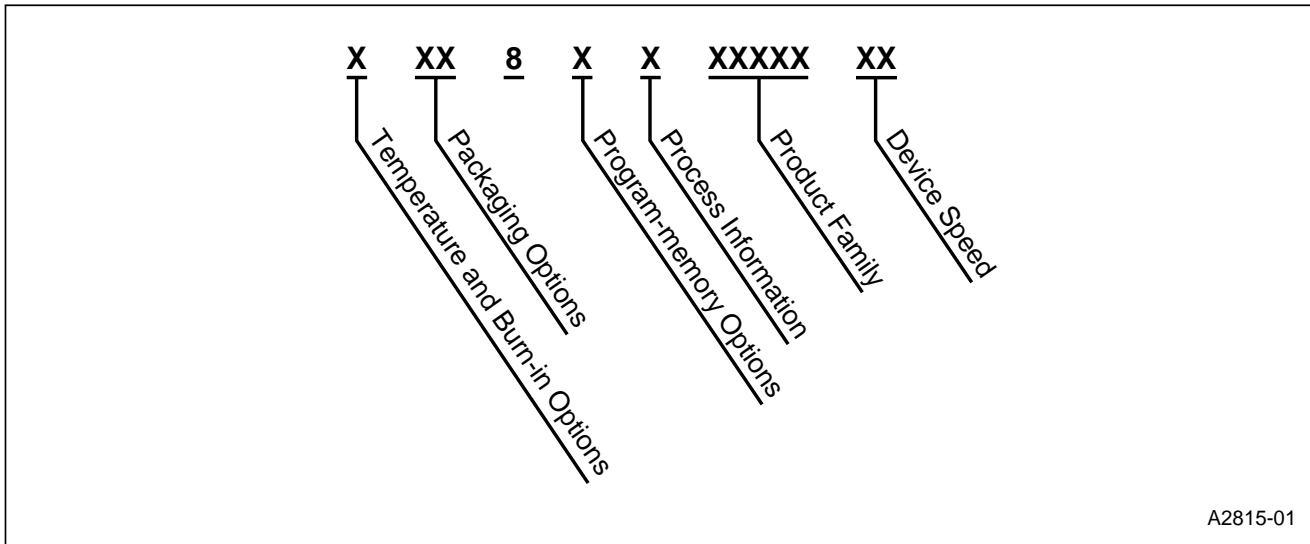 X XX 8 X X XXXXX XX
Temperature and Burn-in Options
Packaging Options
Program-memory Options
Process Information
Product Family
Device Speed
A2815-01